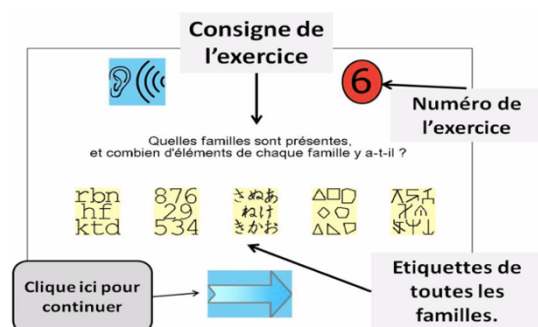 Consigne de
l'exercice
6
Numéro de
l'exercice
Quelles familles sont présentes,
et combien d'éléments de chaque famille y a-t-il ?
rbn
hf
ktd
876
29
534
さぬあ
ねけ
きかお
Clique ici pour
continuer
Etiquettes de
toutes les
familles.